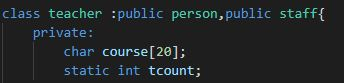 class teacher :public person,public staff{
private:
char course[20];
static int tcount;